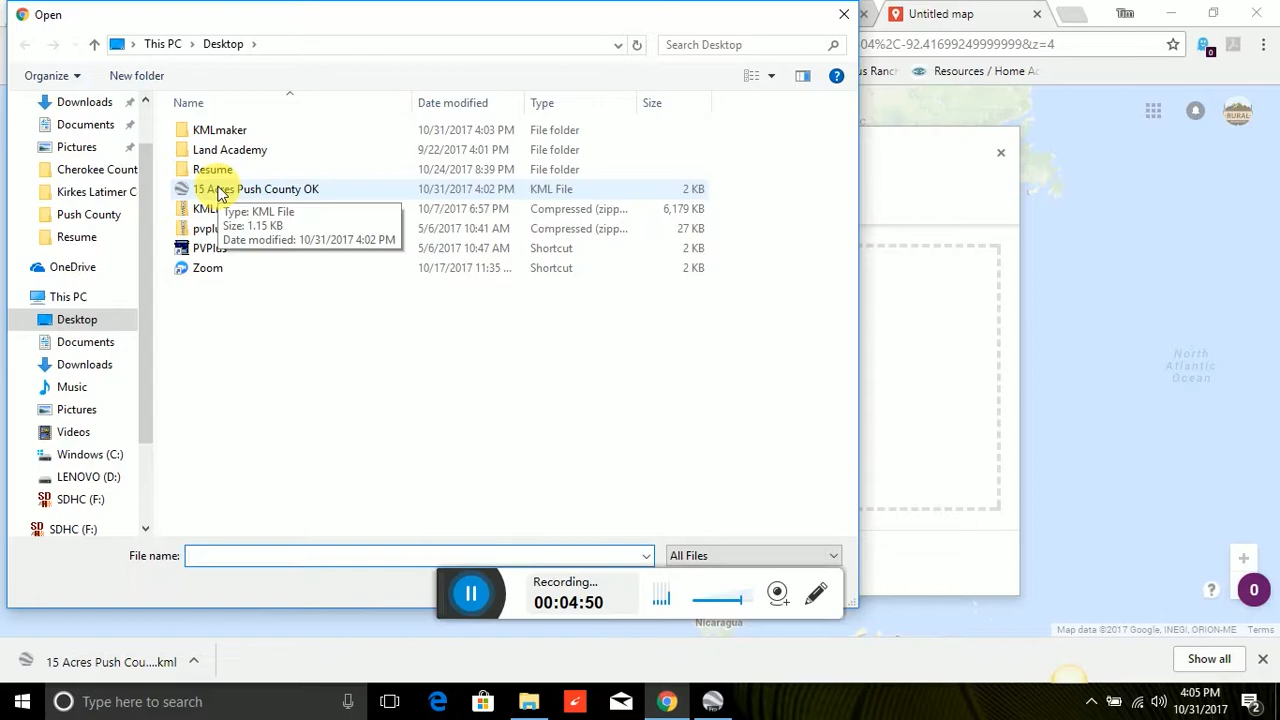 Open
Untitled map
Tim
This PC
Desktop
Search Desktop
04%2C-92.41699249999999&z=4
0
Organize
New folder
us Ranch
Resources / Home Ac
Downloads
Documents
Pictures
Cherokee Count
Kirkes Latimer C
Push County
Resume
OneDrive
This PC
Desktop
Documents
Downloads
Music
Pictures
Videos
Windows (C:)
LENOVO (D:)
SDHC (F:)
SDHC (F:)
Name Date modified Type Size
KMLmaker 10/31/2017 4:03 PM File folder
Land Academy 9/22/2017 4:01 PM File folder
Resume 10/24/2017 8:39 PM File folder
15 Acres Push County OK 10/31/2017 4:02 PM KML File 2 KB
KML 10/7/2017 6:57 PM Compressed (zipp... 6,179 KB
pvplu 5/6/2017 10:41 AM Compressed (zipp... 27 KB
PVPlus 5/6/2017 10:47 AM Shortcut 2 KB
Zoom 10/17/2017 11:35 ... Shortcut 2 KB
Type: KML File
Size: 1.15 KB
Date modified: 10/31/2017 4:02 PM
RURAL
North
Atlantic
Ocean
File name:
All Files
Recording...
00:04:50
0
Nicaragua
Map data ©2017 Google, INEGI, ORION-ME
Terms
15 Acres Push Cou....kml
Show all
Type here to search
Pro
4:05 PM
10/31/2017
2